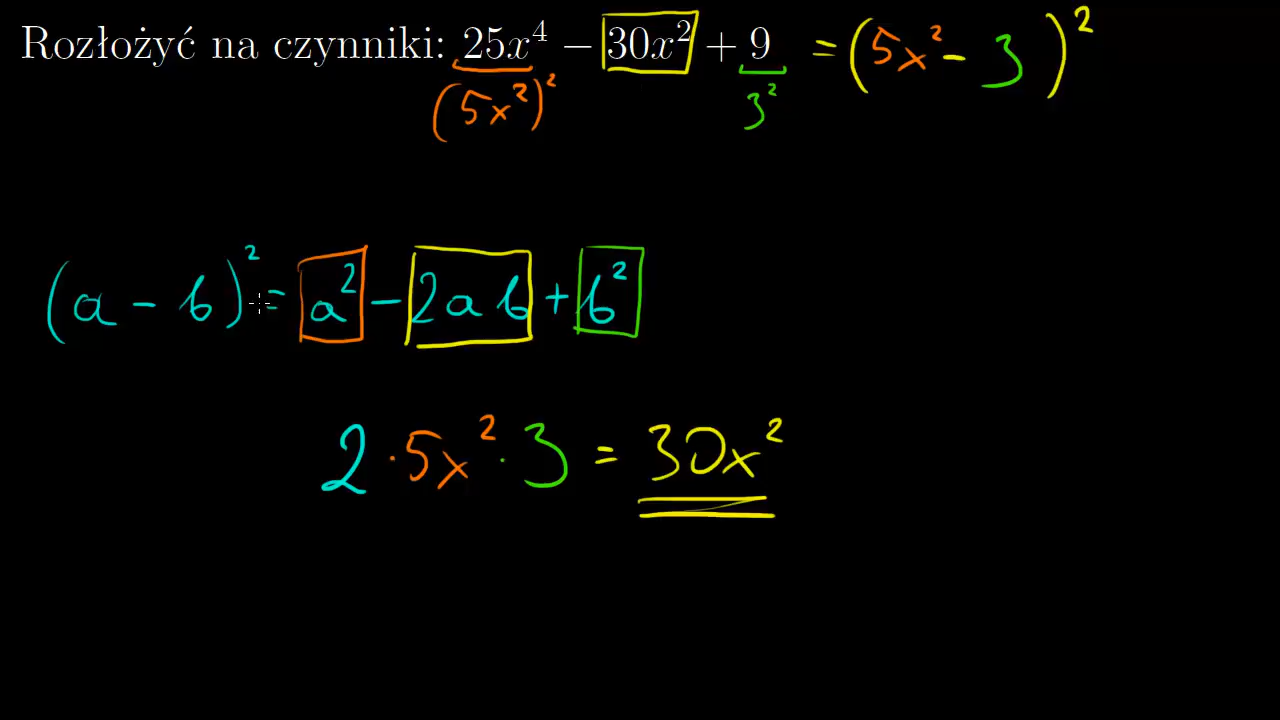 Rozłożyć na czynniki: 25x⁴ − 30x² + 9 = (5x² − 3)²
(5x²)² 3²
(a − b)² = a² − 2ab + b²
2 · 5x² · 3 = 30x²